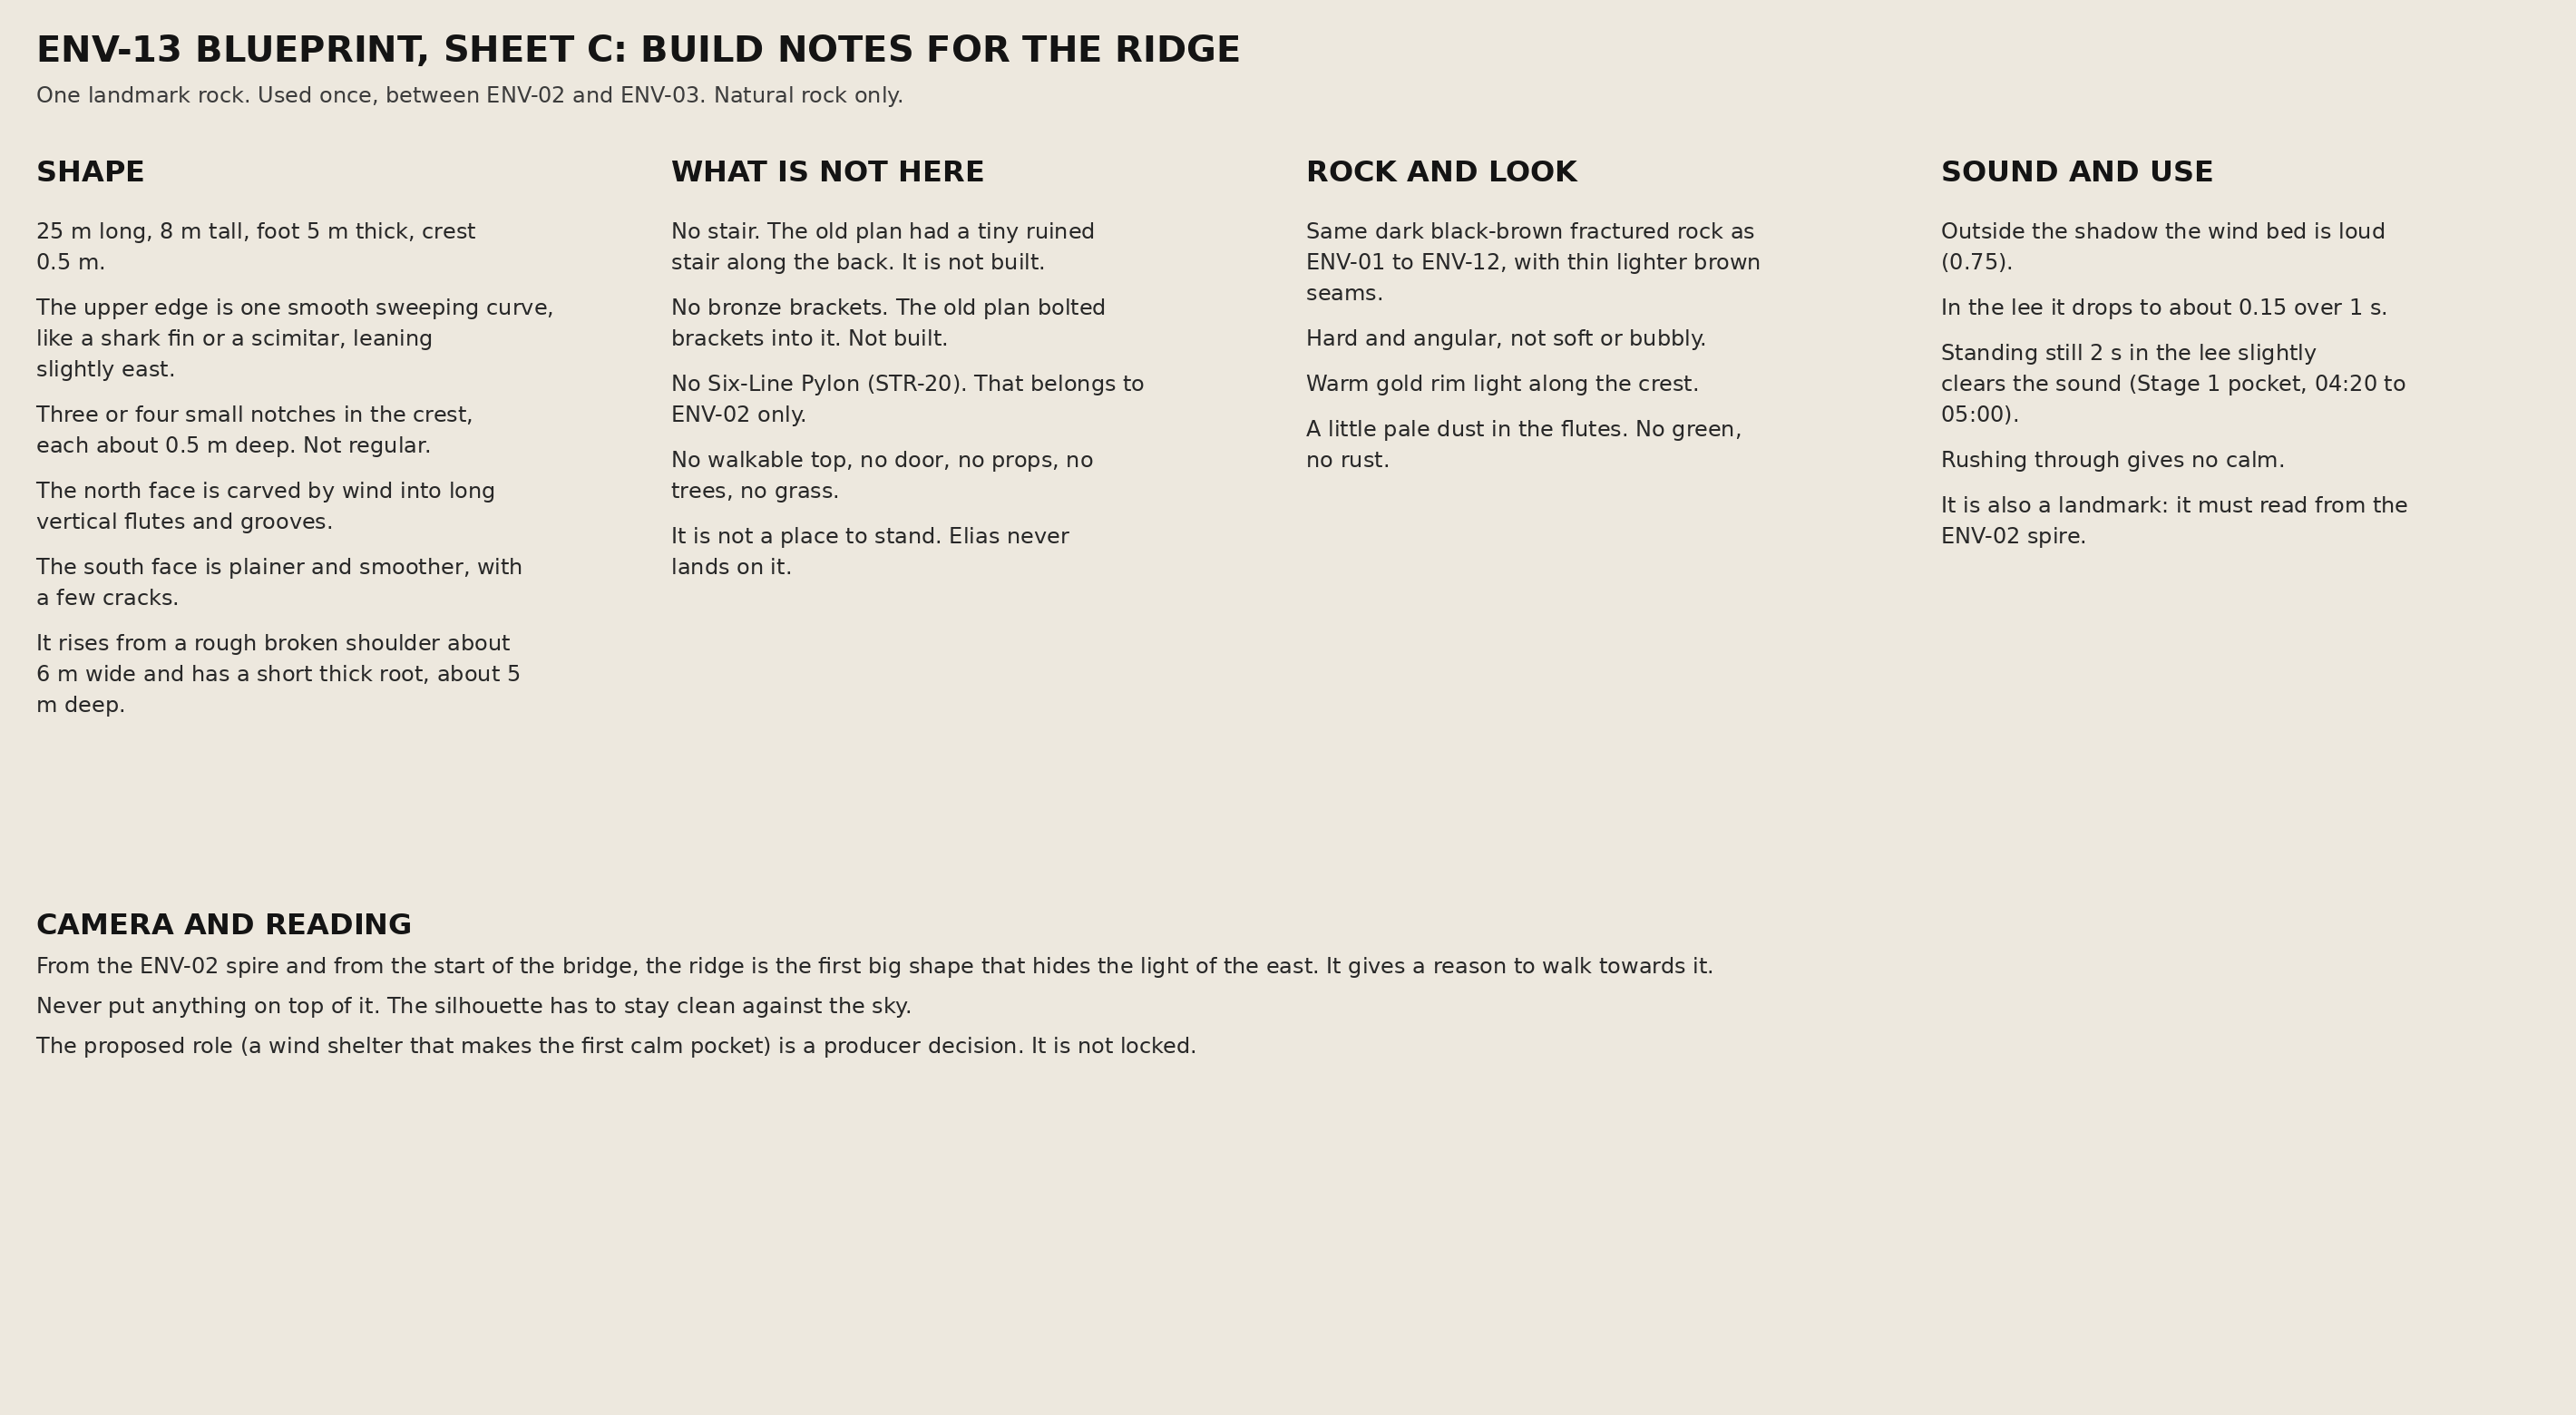 ENV-13 BLUEPRINT, SHEET C: BUILD NOTES FOR THE RIDGE
One landmark rock. Used once, between ENV-02 and ENV-03. Natural rock only.
SHAPE
25 m long, 8 m tall, foot 5 m thick, crest
0.5 m.
The upper edge is one smooth sweeping curve,
like a shark fin or a scimitar, leaning
slightly east.
Three or four small notches in the crest,
each about 0.5 m deep. Not regular.
The north face is carved by wind into long
vertical flutes and grooves.
The south face is plainer and smoother, with
a few cracks.
It rises from a rough broken shoulder about
6 m wide and has a short thick root, about 5
m deep.
WHAT IS NOT HERE
No stair. The old plan had a tiny ruined
stair along the back. It is not built.
No bronze brackets. The old plan bolted
brackets into it. Not built.
No Six-Line Pylon (STR-20). That belongs to
ENV-02 only.
No walkable top, no door, no props, no
trees, no grass.
It is not a place to stand. Elias never
lands on it.
ROCK AND LOOK
Same dark black-brown fractured rock as
ENV-01 to ENV-12, with thin lighter brown
seams.
Hard and angular, not soft or bubbly.
Warm gold rim light along the crest.
A little pale dust in the flutes. No green,
no rust.
SOUND AND USE
Outside the shadow the wind bed is loud
(0.75).
In the lee it drops to about 0.15 over 1 s.
Standing still 2 s in the lee slightly
clears the sound (Stage 1 pocket, 04:20 to
05:00).
Rushing through gives no calm.
It is also a landmark: it must read from the
ENV-02 spire.
CAMERA AND READING
From the ENV-02 spire and from the start of the bridge, the ridge is the first big shape that hides the light of the east. It gives a reason to walk towards it.
Never put anything on top of it. The silhouette has to stay clean against the sky.
The proposed role (a wind shelter that makes the first calm pocket) is a producer decision. It is not locked.